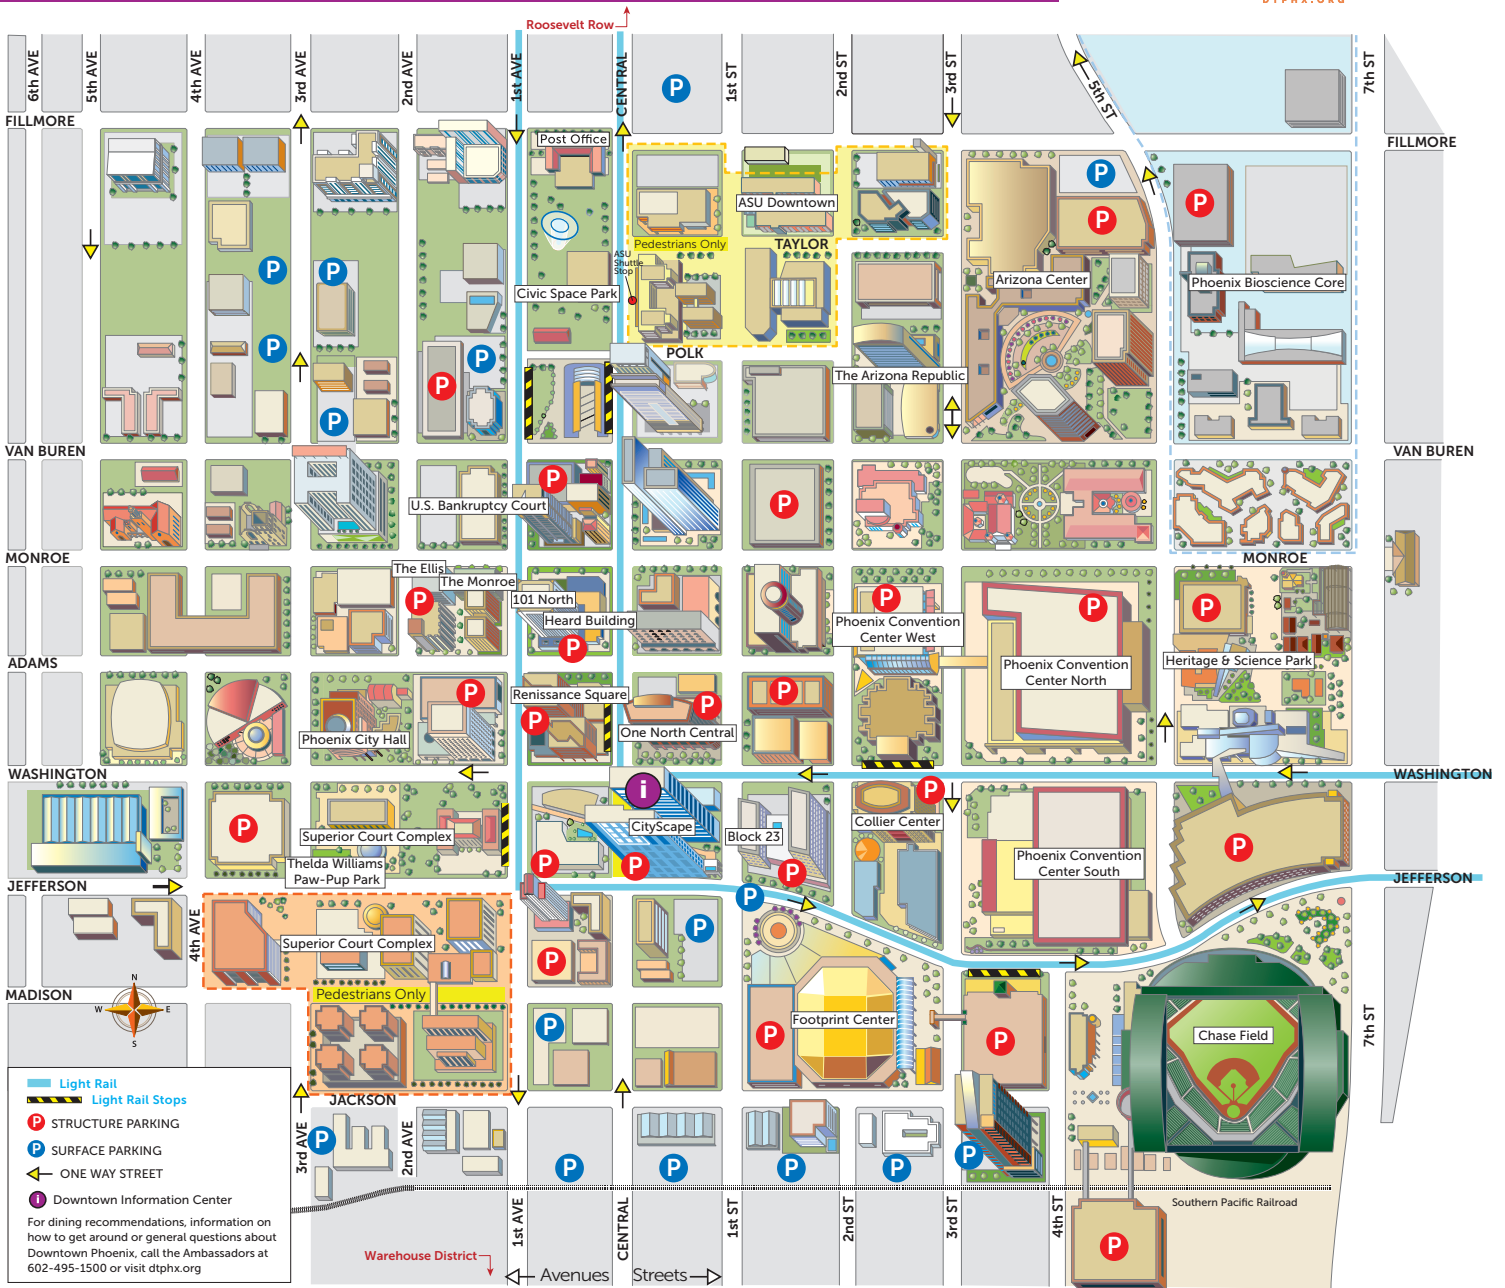 DTPHX.ORG
Roosevelt Row
6th AVE
5th AVE
4th AVE
3rd AVE
2nd AVE
1st AVE
CENTRAL
1st ST
2nd ST
3rd ST
5th ST
7th ST
P
FILLMORE
FILLMORE
Post Office
P
P
P
ASU Downtown
Pedestrians Only
TAYLOR
ASU
Shuttle
Stop
P
P
Civic Space Park
Arizona Center
Phoenix Bioscience Core
P
P
P
P
POLK
The Arizona Republic
VAN BUREN
VAN BUREN
P
P
U.S. Bankruptcy Court
MONROE
MONROE
The Ellis
The Monroe
P
101 North
Heard Building
P
P
Phoenix Convention
Center West
P
P
ADAMS
Phoenix Convention
Center North
Heritage & Science Park
P
Renissance Square
P
P
P
One North Central
Phoenix City Hall
WASHINGTON
WASHINGTON
i
P
Collier Center
P
Superior Court Complex
CityScape
Block 23
P
Thelda Williams
Paw-Pup Park
P
P
P
Phoenix Convention
Center South
JEFFERSON
JEFFERSON
P
4th AVE
Superior Court Complex
P
P
MADISON
Pedestrians Only
N
W
E
S
P
P
Footprint Center
P
Chase Field
7th ST
JACKSON
Light Rail
Light Rail Stops
P STRUCTURE PARKING
P SURFACE PARKING
ONE WAY STREET
i Downtown Information Center
For dining recommendations, information on
how to get around or general questions about
Downtown Phoenix, call the Ambassadors at
602-495-1500 or visit dtphx.org
3rd AVE
P
2nd AVE
P
P
P
P
P
Southern Pacific Railroad
1st AVE
CENTRAL
1st ST
2nd ST
3rd ST
4th ST
P
Warehouse District
Avenues
Streets